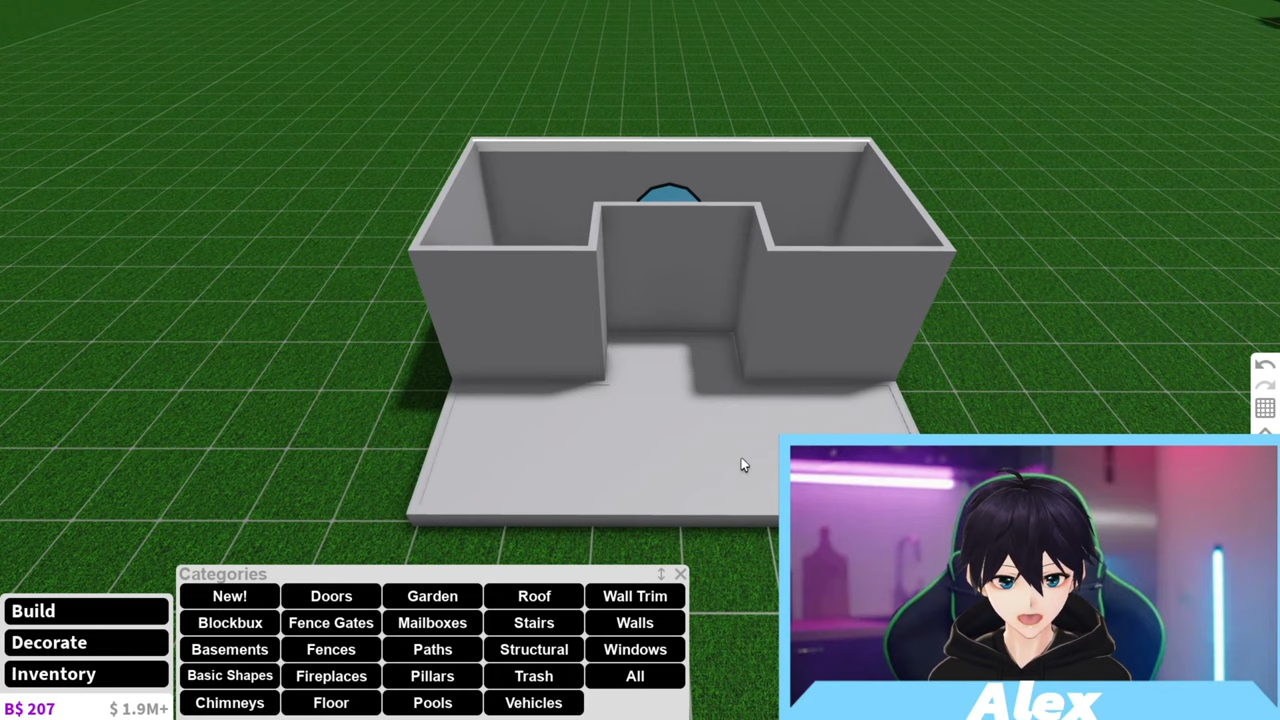 Categories
New! Doors Garden Roof Wall Trim
Blockbux Fence Gates Mailboxes Stairs Walls
Basements Fences Paths Structural Windows
Basic Shapes Fireplaces Pillars Trash All
Chimneys Floor Pools Vehicles
Build
Decorate
Inventory
B$ 207 $ 1.9M+
Alex